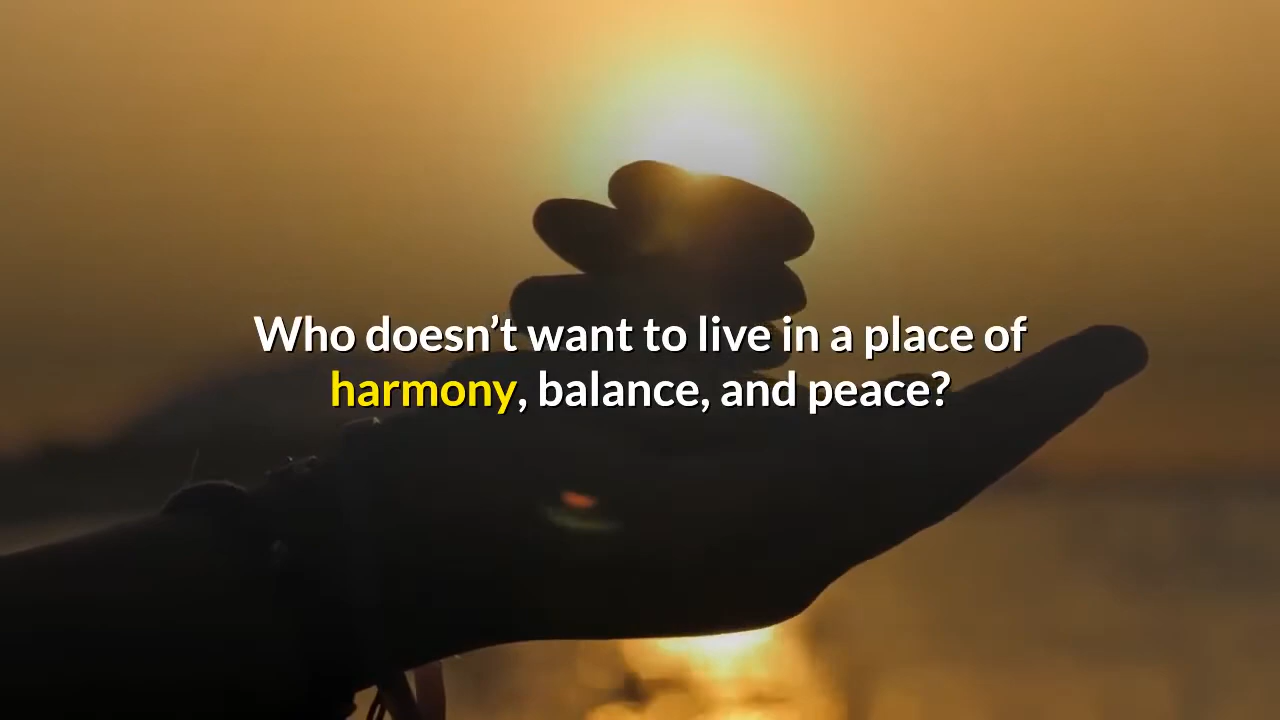 Who doesn’t want to live in a place of
harmony, balance, and peace?